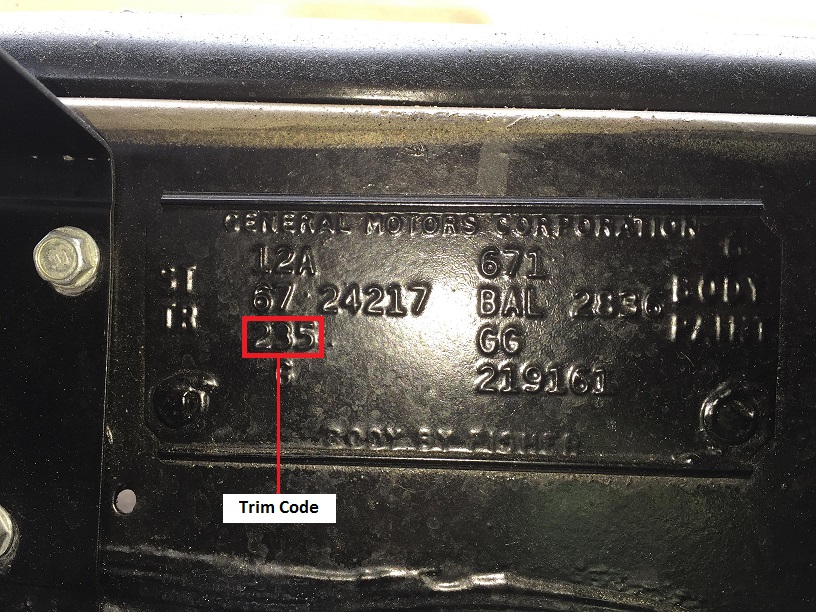 GENERAL MOTORS CORPORATION
12A 671
ST 67 24217 BAL 2836 BODY
TR 235 GG PAINT
219161
BODY BY FISHER
Trim Code